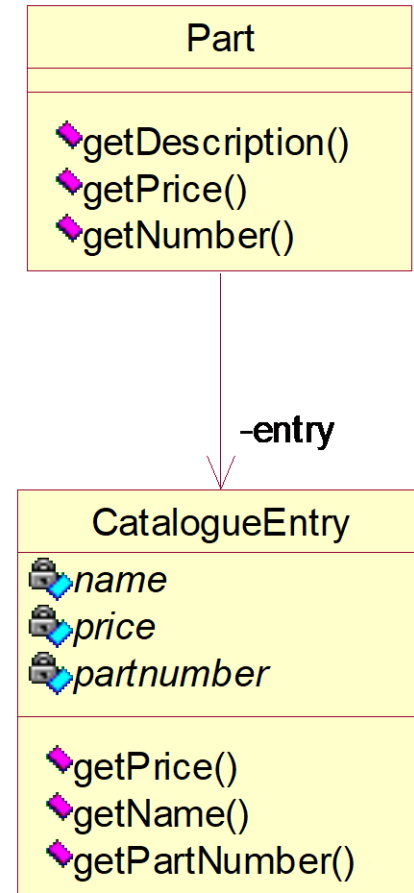 Part
getDescription()
getPrice()
getNumber()
-entry
CatalogueEntry
name
price
partnumber
getPrice()
getName()
getPartNumber()